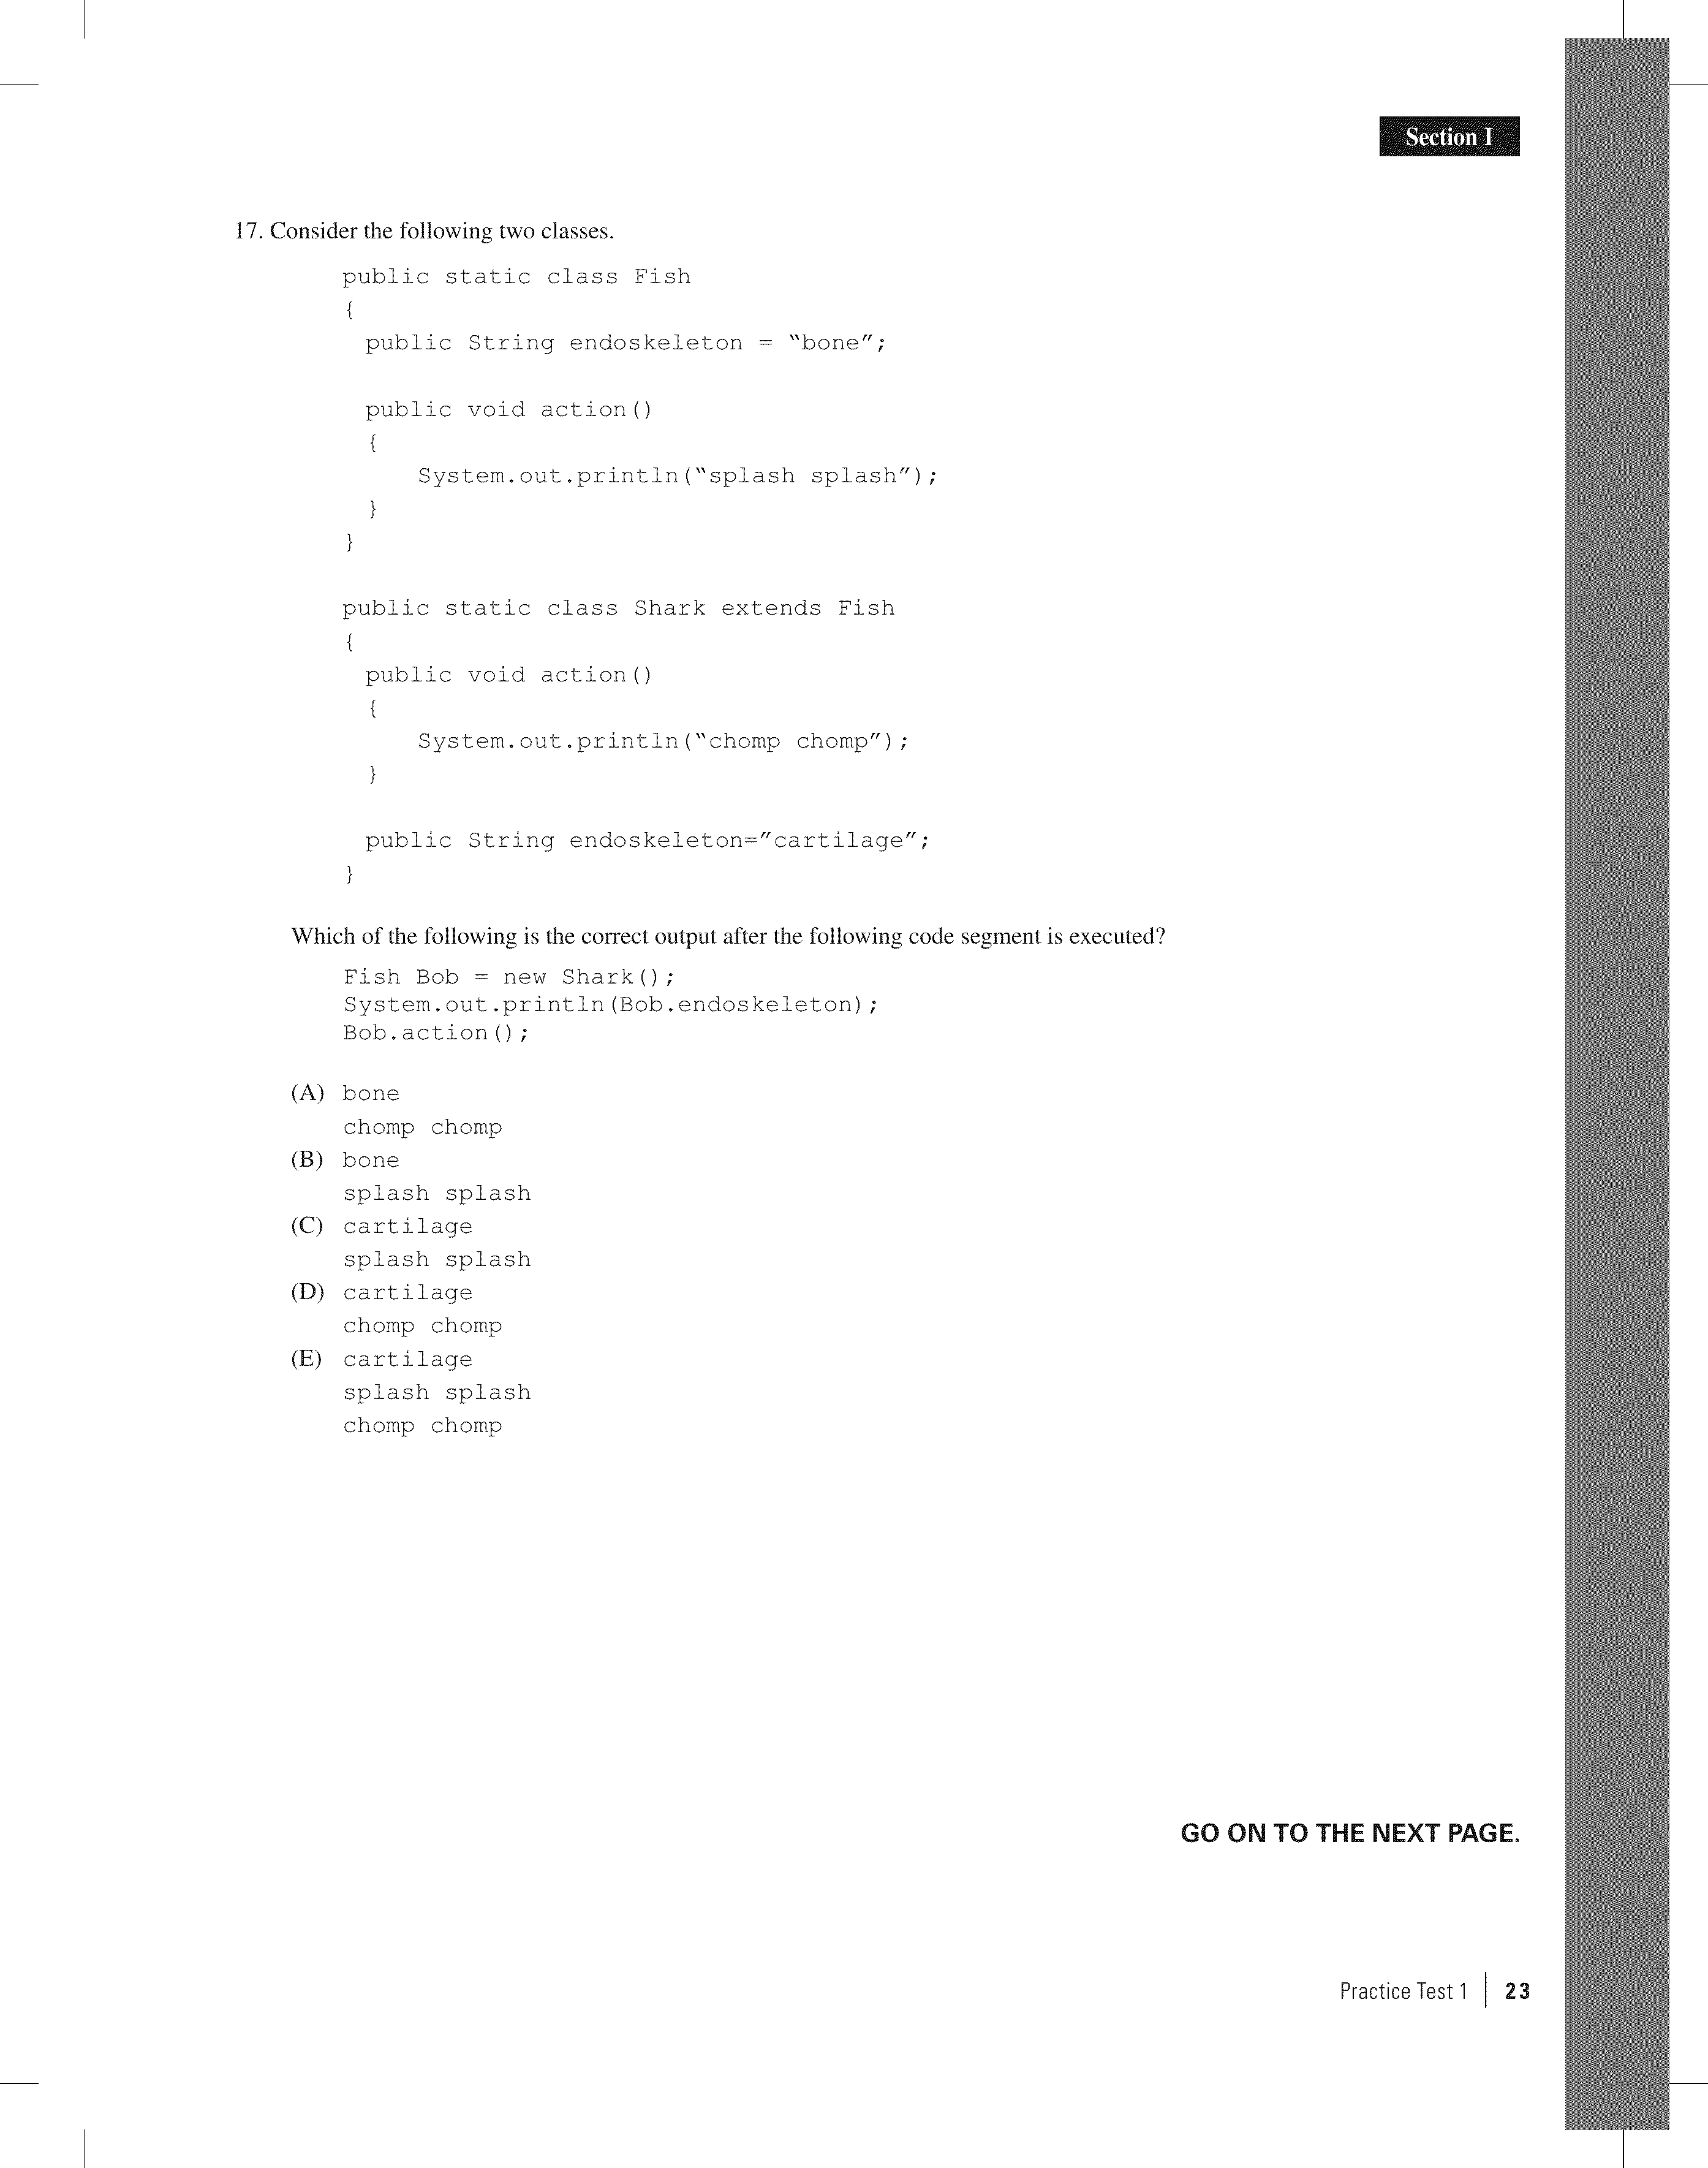 Section I
17. Consider the following two classes.
public static class Fish
{
public String endoskeleton = “bone”;
public void action()
{
System.out.println(“splash splash”);
}
}
public static class Shark extends Fish
{
public void action()
{
System.out.println(“chomp chomp”);
}
public String endoskeleton=”cartilage”;
}
Which of the following is the correct output after the following code segment is executed?
Fish Bob = new Shark();
System.out.println(Bob.endoskeleton);
Bob.action();
(A) bone
chomp chomp
(B) bone
splash splash
(C) cartilage
splash splash
(D) cartilage
chomp chomp
(E) cartilage
splash splash
chomp chomp
GO ON TO THE NEXT PAGE.
Practice Test 1 | 23